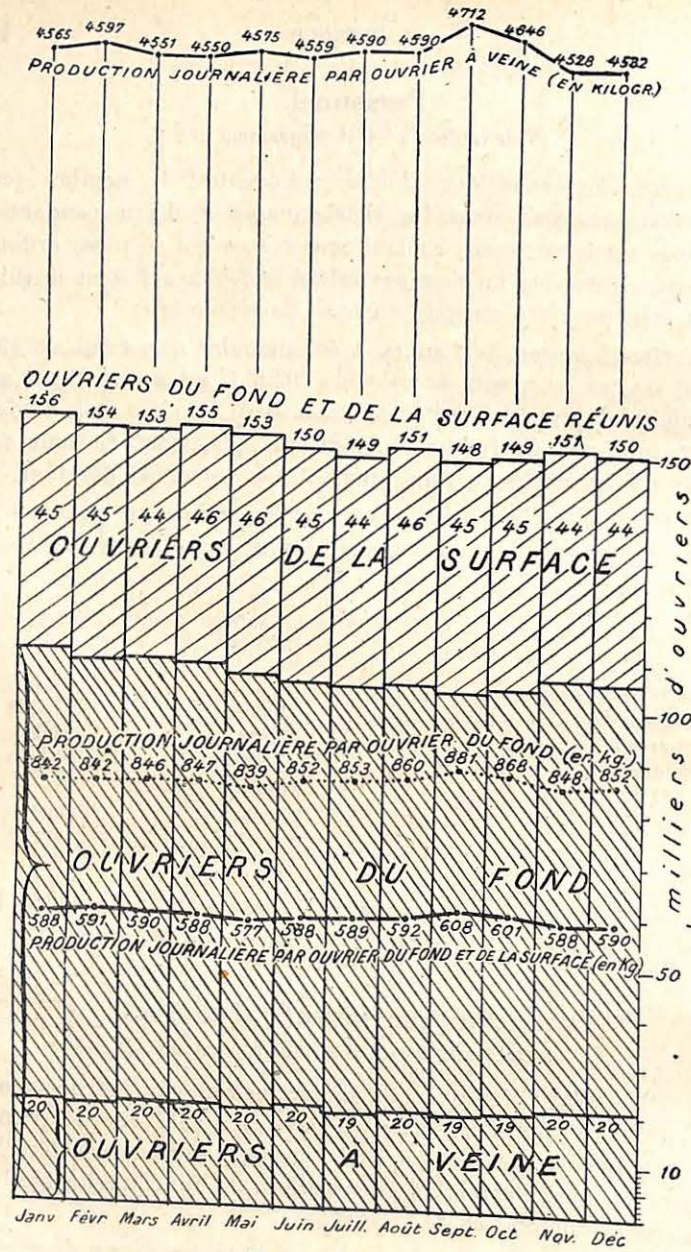 4565 4597 4551 4550 4575 4559 4590 4590 4712 4646 4528 4582
PRODUCTION JOURNALIÈRE PAR OUVRIER À VEINE (EN KILOGR.)
OUVRIERS DU FOND ET DE LA SURFACE RÉUNIS
156 154 153 155 153 150 149 151 148 149 151 150
150
45 45 44 46 46 45 44 46 45 45 44 44
OUVRIERS DE LA SURFACE
milliers d'ouvriers
100
PRODUCTION JOURNALIÈRE PAR OUVRIER DU FOND (en kg.)
842 842 846 847 839 852 853 860 881 868 848 852
OUVRIERS DU FOND
588 591 590 588 577 588 589 592 608 601 588 590
PRODUCTION JOURNALIÈRE PAR OUVRIER DU FOND ET DE LA SURFACE (en Kg)
50
20 20 20 20 20 20 19 20 19 19 20 20
OUVRIERS A VEINE
10
Janv Févr Mars Avril Mai Juin Juill. Août Sept. Oct Nov. Déc